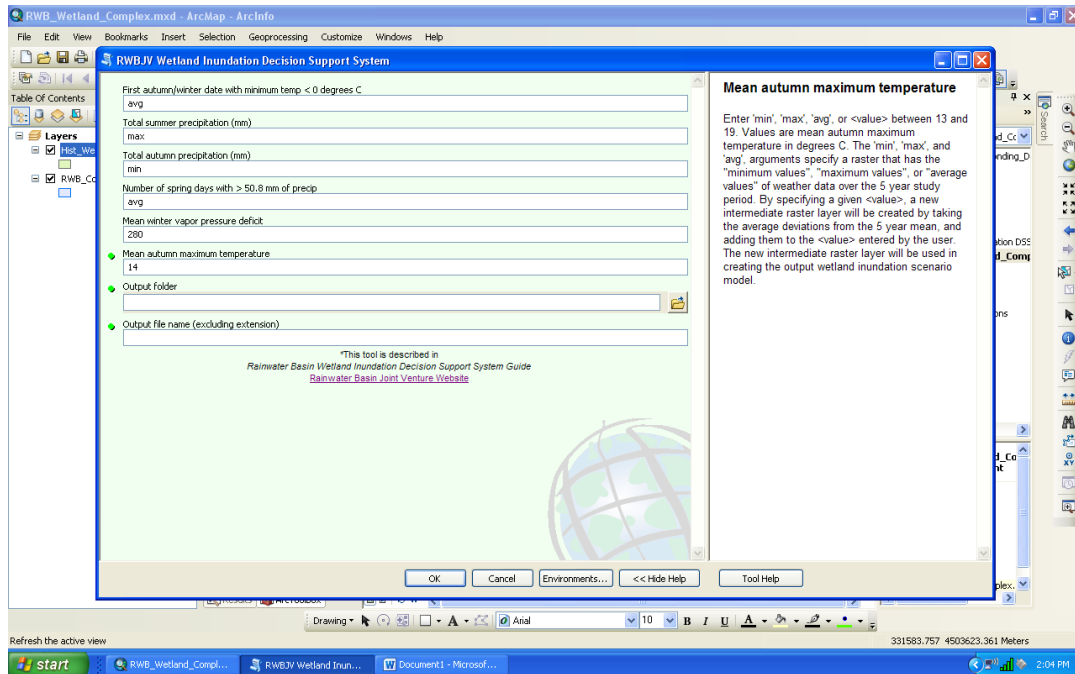 RWB_Wetland_Complex.mxd - ArcMap - ArcInfo
File Edit View Bookmarks Insert Selection Geoprocessing Customize Windows Help
RWBJV Wetland Inundation Decision Support System
Table Of Contents
Layers
Hist_We
RWB_Co
First autumn/winter date with minimum temp < 0 degrees C
avg
Total summer precipitation (mm)
max
Total autumn precipitation (mm)
min
Number of spring days with > 50.8 mm of precip
avg
Mean winter vapor pressure deficit
280
Mean autumn maximum temperature
14
Output folder
Output file name (excluding extension)
*This tool is described in
Rainwater Basin Wetland Inundation Decision Support System Guide
Rainwater Basin Joint Venture Website
OK Cancel Environments... << Hide Help Tool Help
Mean autumn maximum temperature
Enter 'min', 'max', 'avg', or <value> between 13 and
19. Values are mean autumn maximum
temperature in degrees C. The 'min', 'max', and
'avg', arguments specify a raster that has the
"minimum values", "maximum values", or "average
values" of weather data over the 5 year study
period. By specifying a given <value>, a new
intermediate raster layer will be created by taking
the average deviations from the 5 year mean, and
adding them to the <value> entered by the user.
The new intermediate raster layer will be used in
creating the output wetland inundation scenario
model.
Search
d_Cc
nding_D
ation DSS
d_Comp
ons
d_Co
nt
plex.
XY
Drawing A Arial 10 B I U A
Refresh the active view
331583.757 4503623.361 Meters
start RWB_Wetland_Compl... RWBJV Wetland Inun... Document1 - Microsof... 2:04 PM